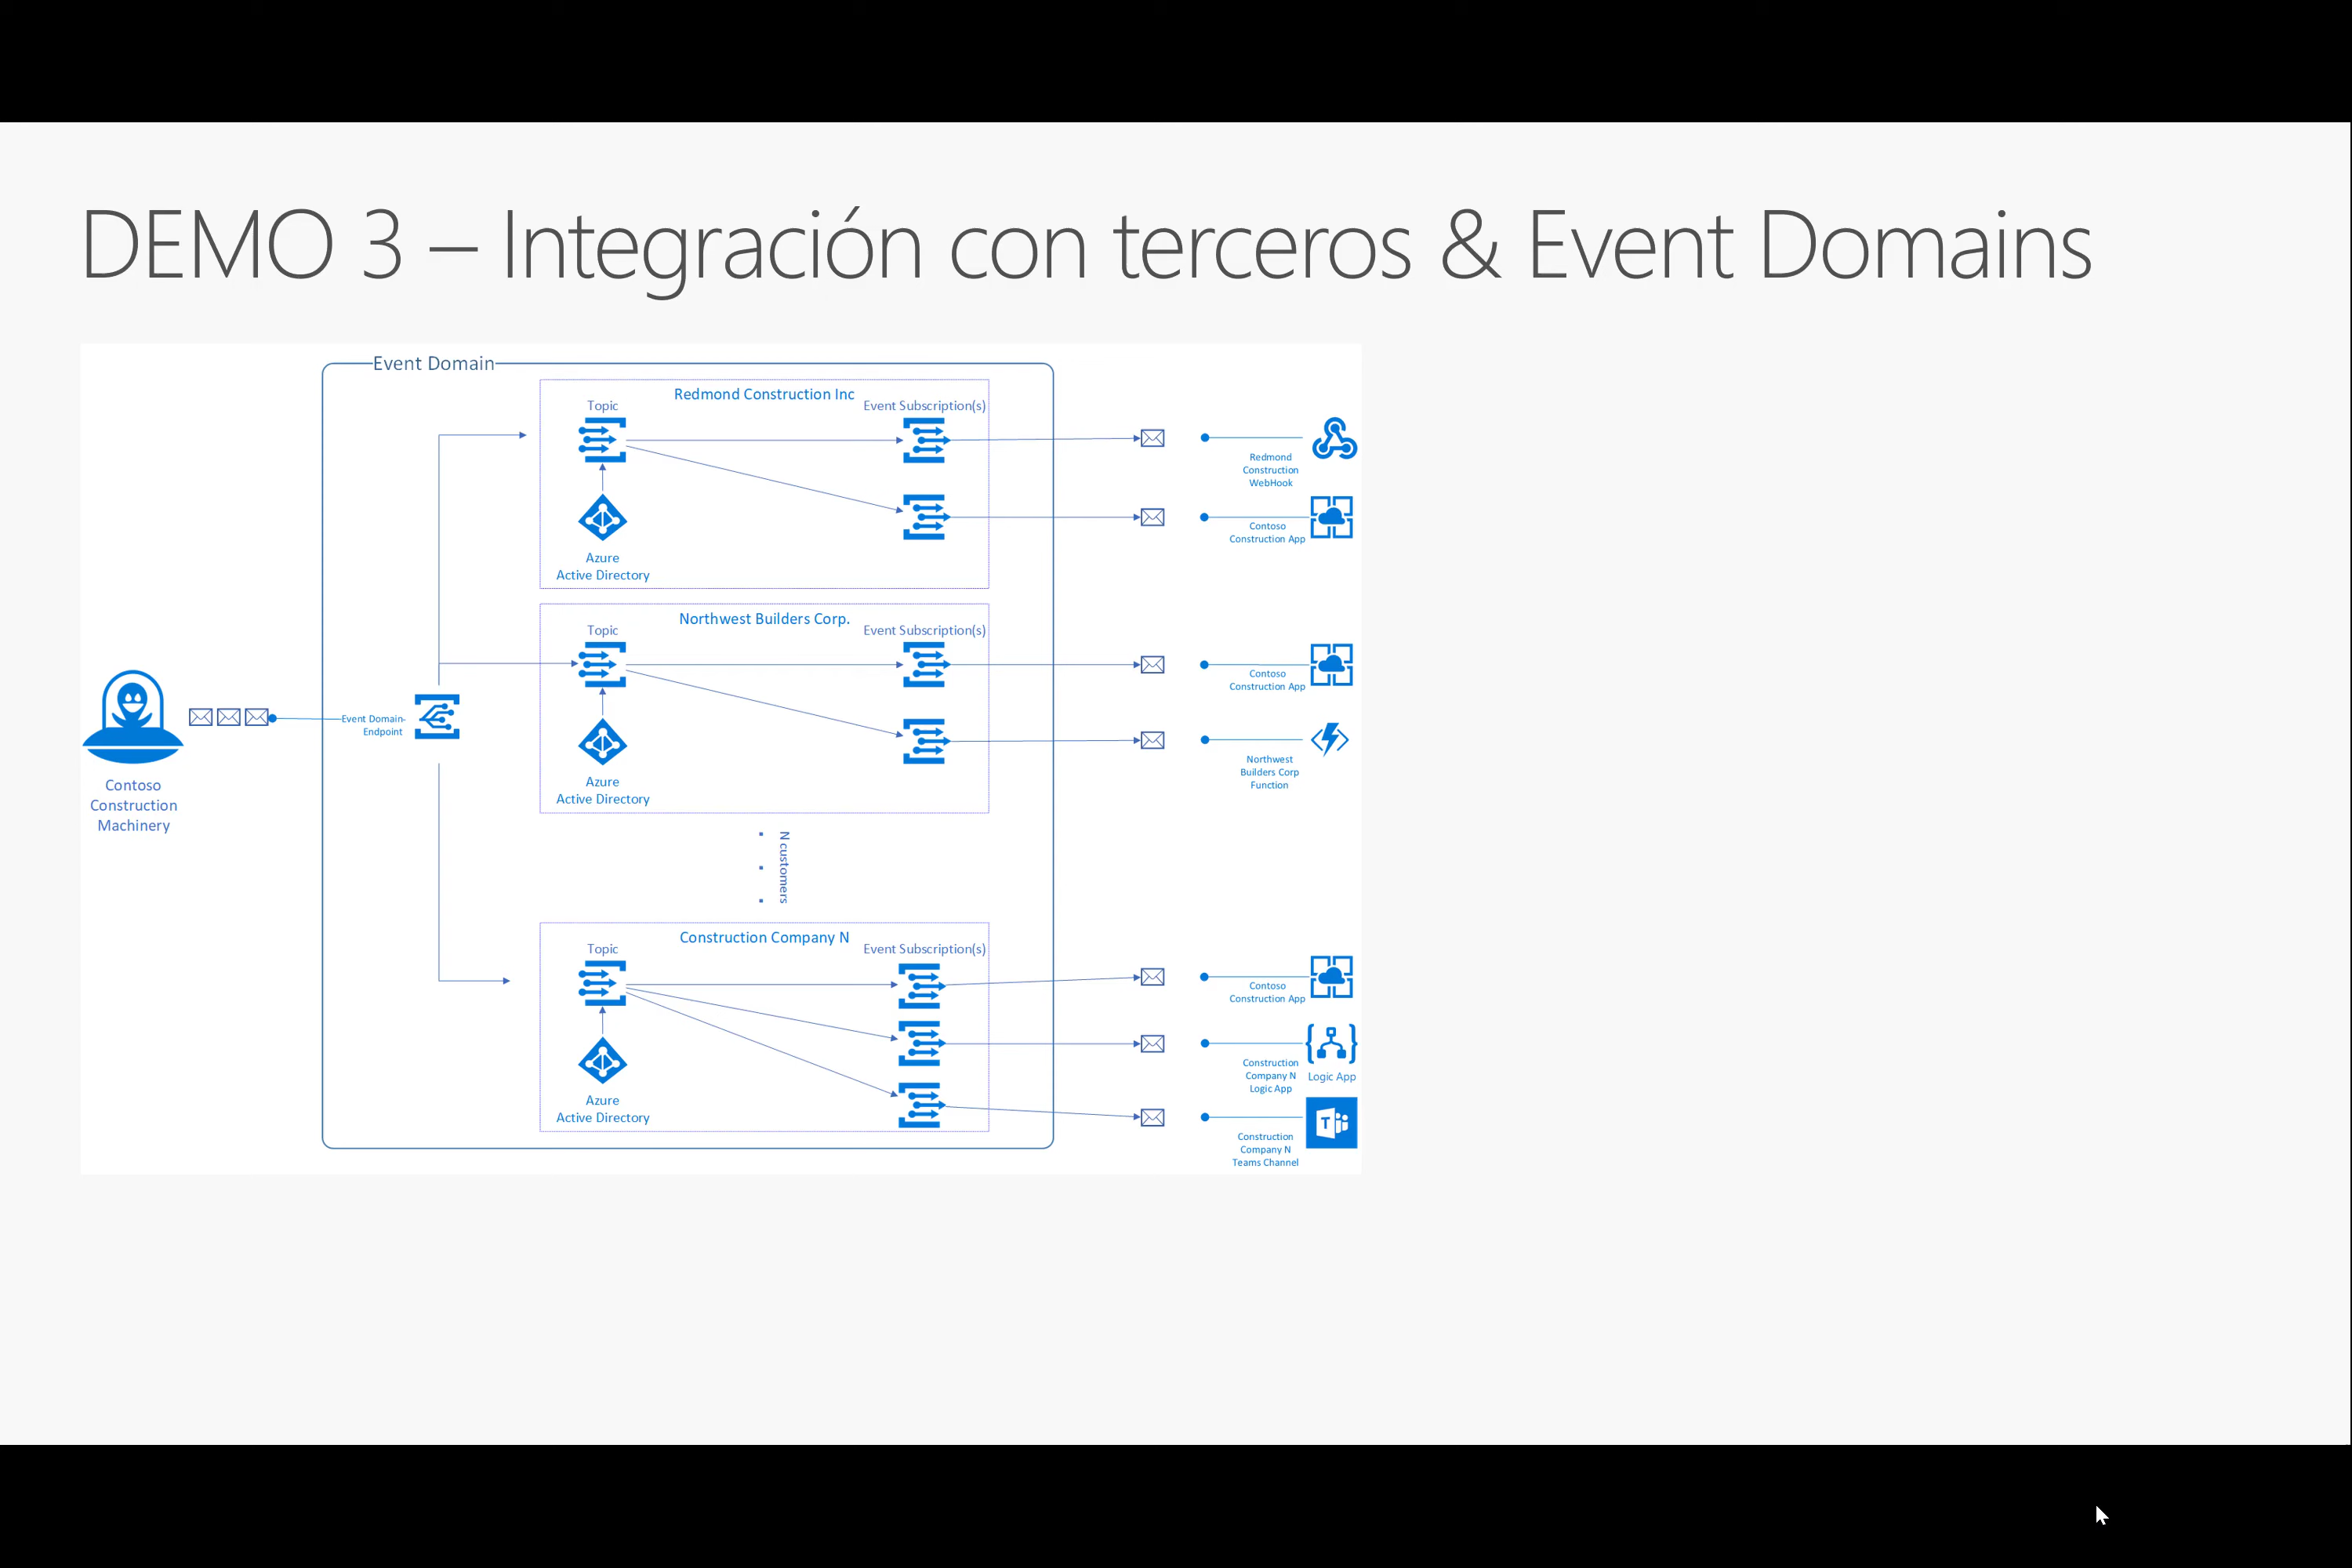 DEMO 3 – Integración con terceros & Event Domains
Event Domain
Redmond Construction Inc
Topic
Event Subscription(s)
Azure
Active Directory
Redmond
Construction
WebHook
Contoso
Construction App
Northwest Builders Corp.
Topic
Event Subscription(s)
Azure
Active Directory
Contoso
Construction App
Northwest
Builders Corp
Function
Contoso
Construction
Machinery
Event Domain-
Endpoint
N customers
Construction Company N
Topic
Event Subscription(s)
Azure
Active Directory
Contoso
Construction App
Construction
Company N
Logic App
Logic App
T
Construction
Company N
Teams Channel